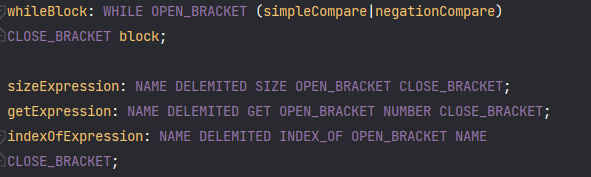 whileBlock: WHILE OPEN_BRACKET (simpleCompare|negationCompare)
CLOSE_BRACKET block;
sizeExpression: NAME DELEMITED SIZE OPEN_BRACKET CLOSE_BRACKET;
getExpression: NAME DELEMITED GET OPEN_BRACKET NUMBER CLOSE_BRACKET;
indexOfExpression: NAME DELEMITED INDEX_OF OPEN_BRACKET NAME
CLOSE_BRACKET;